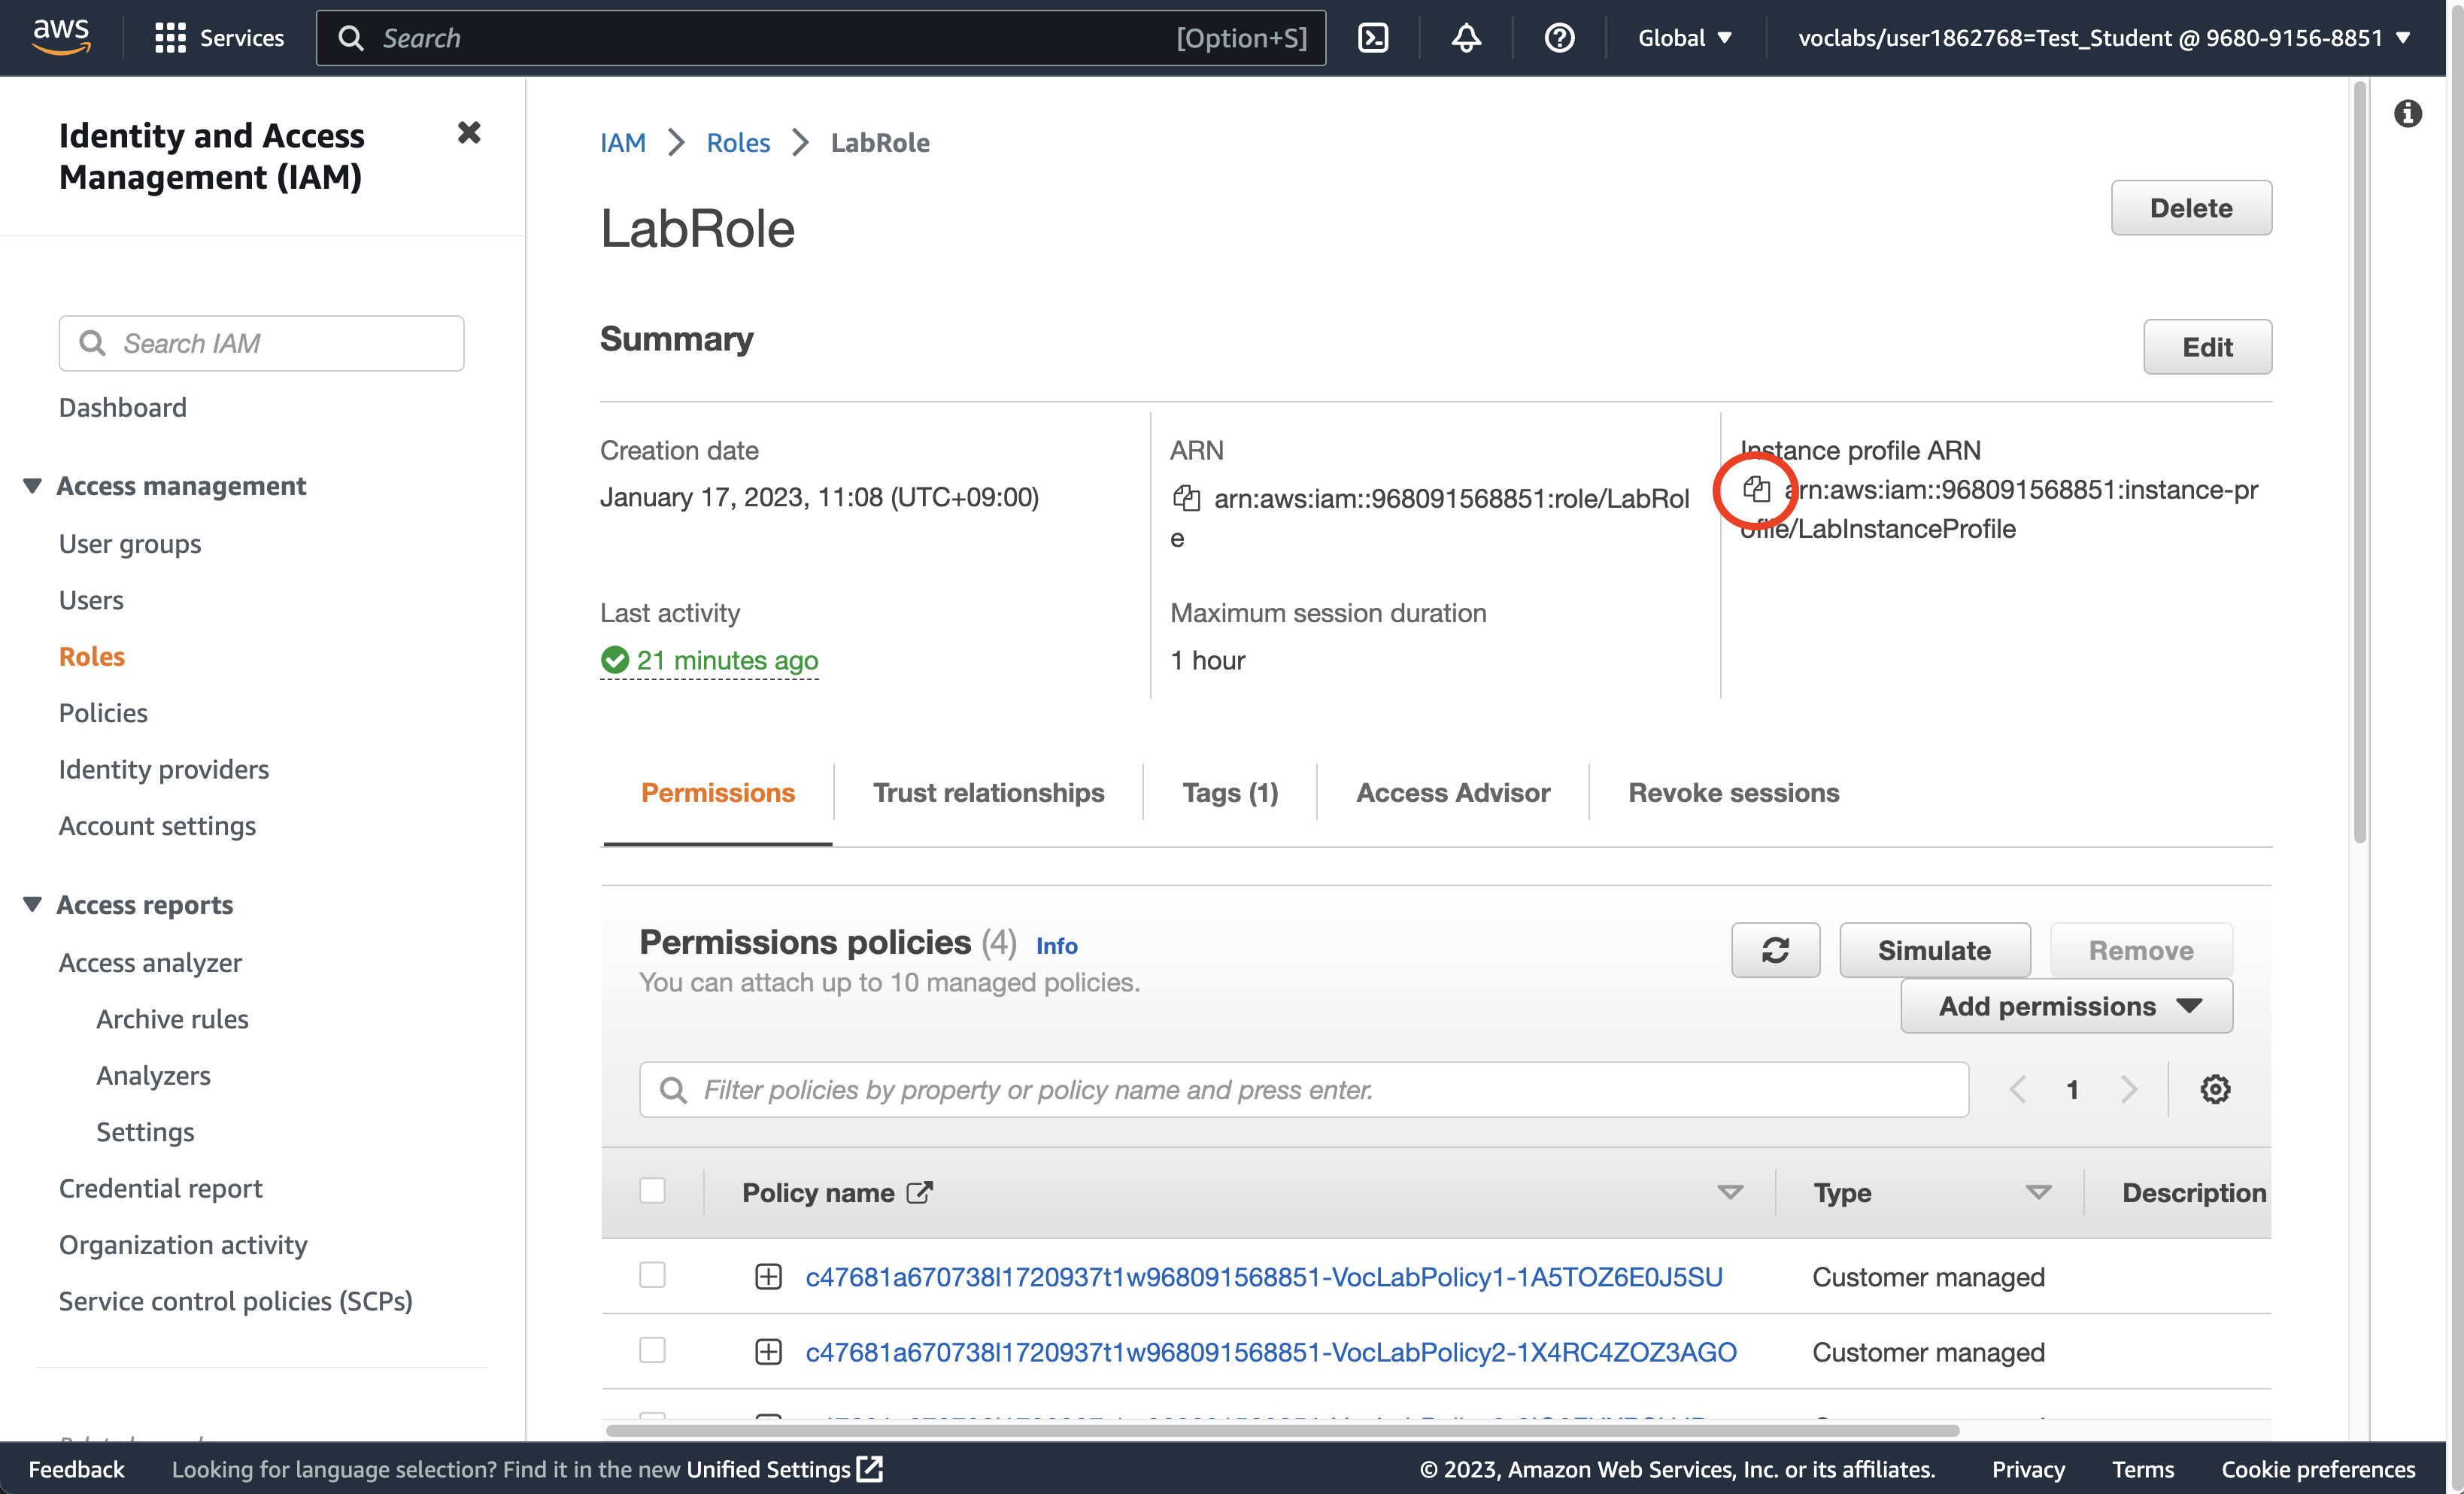 aws
Services
Search
[Option+S]
Global
voclabs/user1862768=Test_Student @ 9680-9156-8851
Identity and Access
Management (IAM)
Search IAM
Dashboard
Access management
User groups
Users
Roles
Policies
Identity providers
Account settings
Access reports
Access analyzer
Archive rules
Analyzers
Settings
Credential report
Organization activity
Service control policies (SCPs)
IAM
Roles
LabRole
LabRole
Delete
Summary
Edit
Creation date
January 17, 2023, 11:08 (UTC+09:00)
ARN
arn:aws:iam::968091568851:role/LabRol
e
Instance profile ARN
arn:aws:iam::968091568851:instance-pr
ofile/LabInstanceProfile
Last activity
21 minutes ago
Maximum session duration
1 hour
Permissions
Trust relationships
Tags (1)
Access Advisor
Revoke sessions
Permissions policies (4) Info
You can attach up to 10 managed policies.
Simulate
Remove
Add permissions
Filter policies by property or policy name and press enter.
1
Policy name
Type
Description
c47681a670738l1720937t1w968091568851-VocLabPolicy1-1A5TOZ6E0J5SU
Customer managed
c47681a670738l1720937t1w968091568851-VocLabPolicy2-1X4RC4ZOZ3AGO
Customer managed
Feedback
Looking for language selection? Find it in the new Unified Settings
© 2023, Amazon Web Services, Inc. or its affiliates.
Privacy
Terms
Cookie preferences